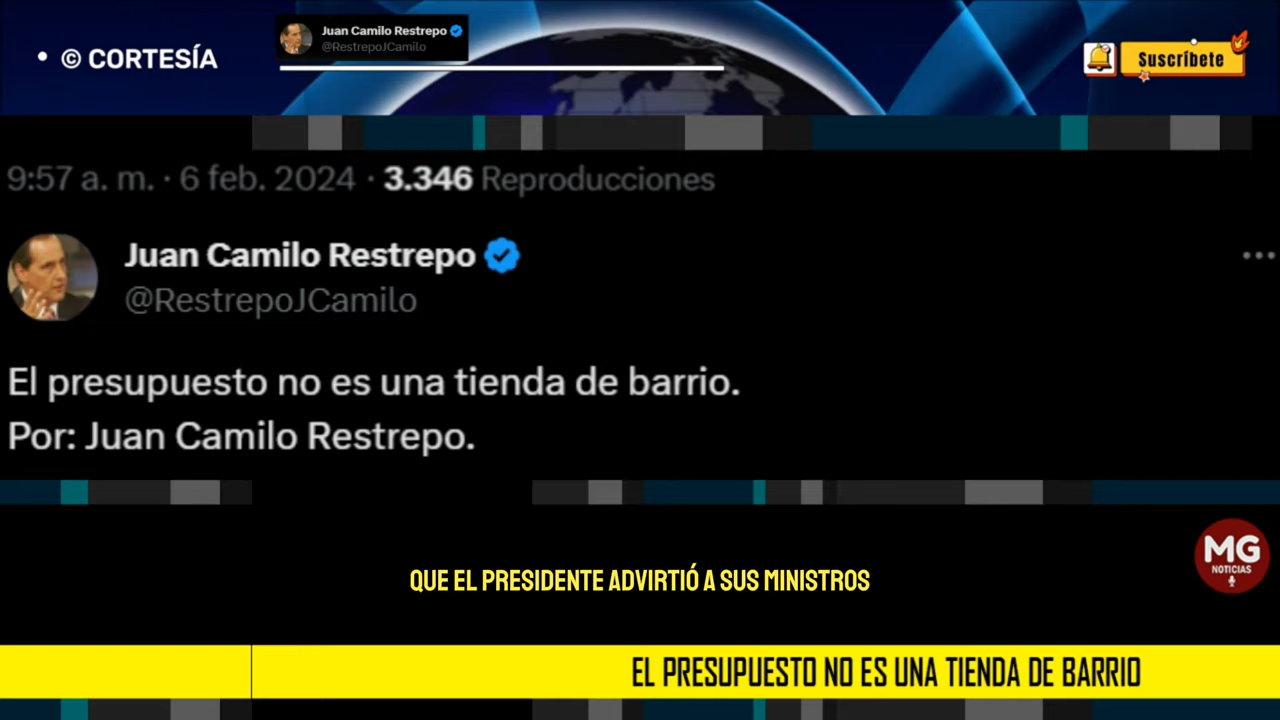 • © CORTESÍA
Juan Camilo Restrepo
@RestrepoJCamilo
Suscríbete
9:57 a. m. · 6 feb. 2024 · 3.346 Reproducciones
Juan Camilo Restrepo
@RestrepoJCamilo
El presupuesto no es una tienda de barrio.
Por: Juan Camilo Restrepo.
MG
NOTICIAS
QUE EL PRESIDENTE ADVIRTIÓ A SUS MINISTROS
EL PRESUPUESTO NO ES UNA TIENDA DE BARRIO